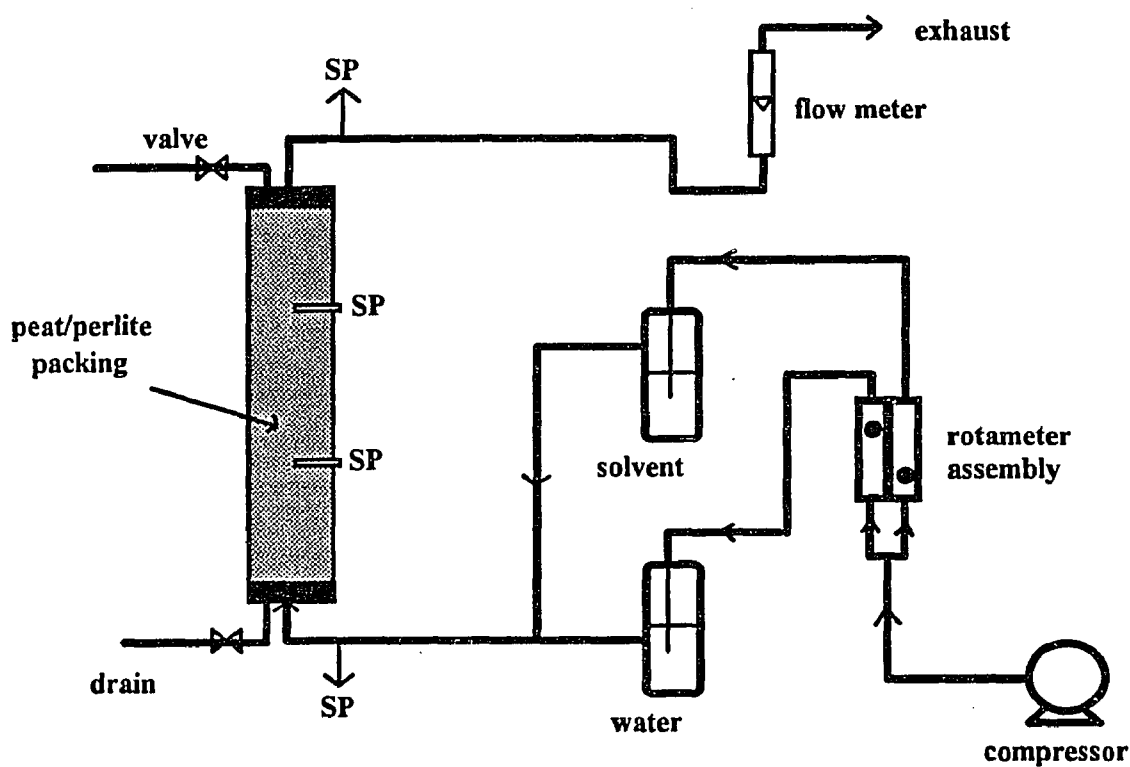 exhaust
SP
flow meter
valve
SP
peat/perlite
packing
rotameter
assembly
SP
solvent
drain
SP
water
compressor